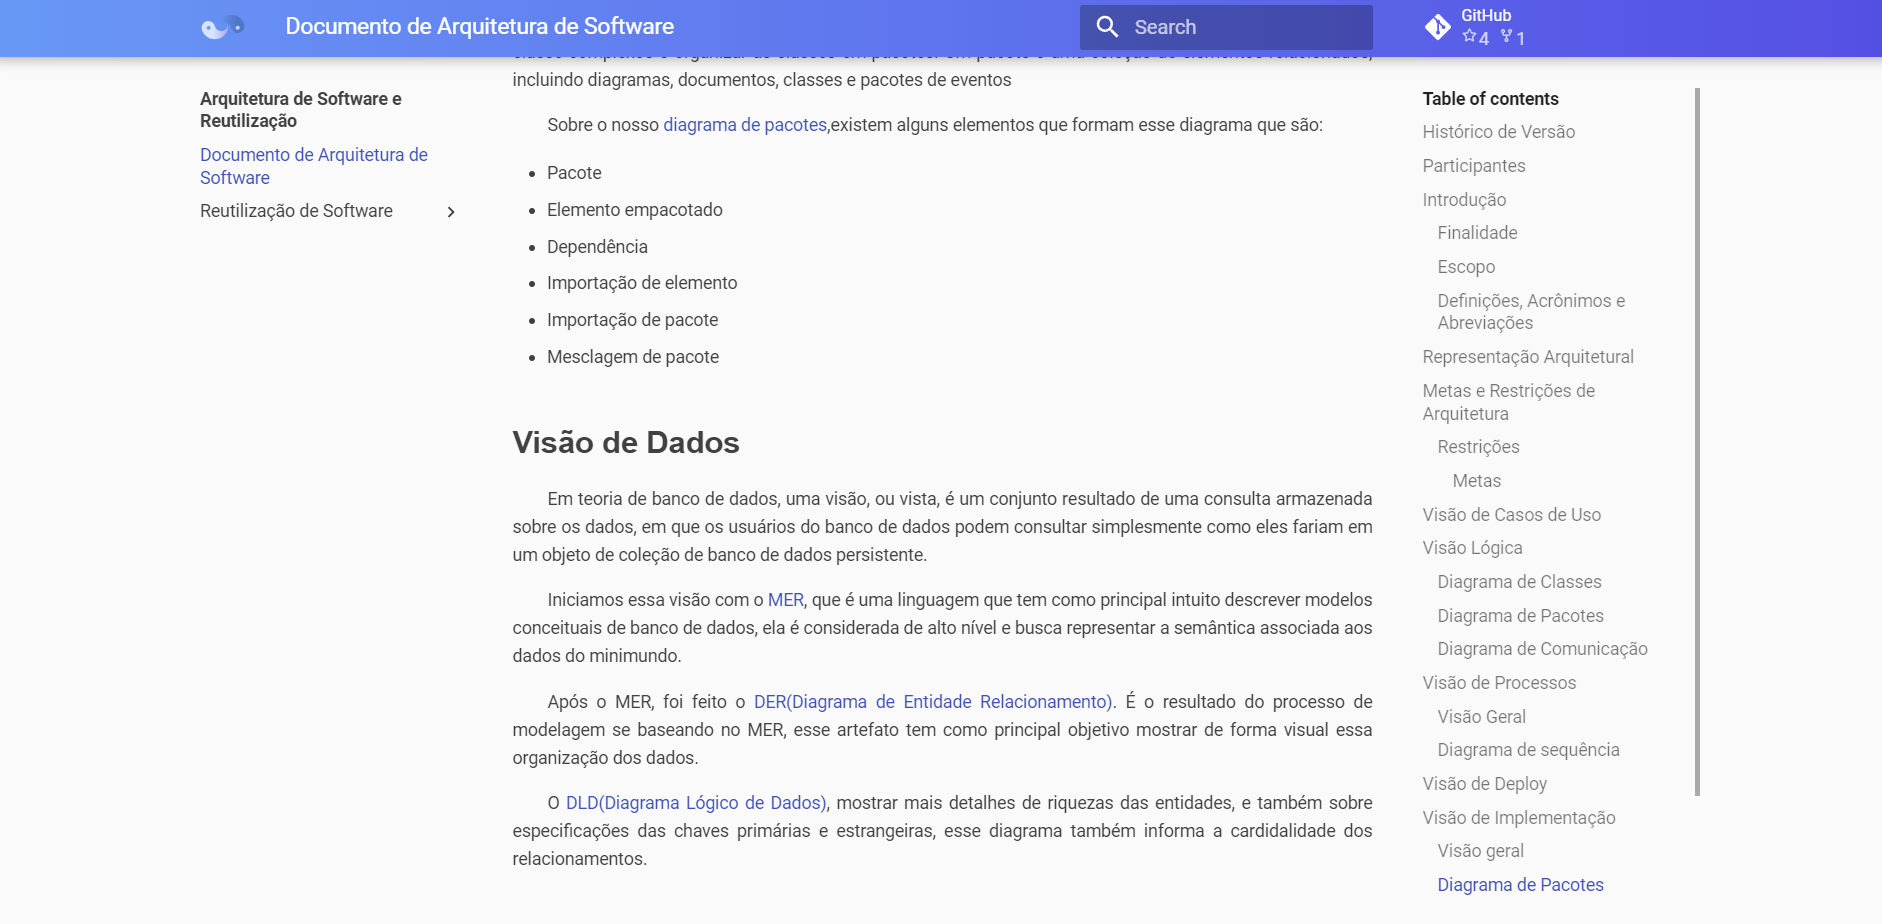 Documento de Arquitetura de Software
Search
GitHub
4 1
Arquitetura de Software e
Reutilização
Documento de Arquitetura de
Software
Reutilização de Software
incluindo diagramas, documentos, classes e pacotes de eventos
Sobre o nosso diagrama de pacotes,existem alguns elementos que formam esse diagrama que são:
Pacote
Elemento empacotado
Dependência
Importação de elemento
Importação de pacote
Mesclagem de pacote
Visão de Dados
Em teoria de banco de dados, uma visão, ou vista, é um conjunto resultado de uma consulta armazenada
sobre os dados, em que os usuários do banco de dados podem consultar simplesmente como eles fariam em
um objeto de coleção de banco de dados persistente.
Iniciamos essa visão com o MER, que é uma linguagem que tem como principal intuito descrever modelos
conceituais de banco de dados, ela é considerada de alto nível e busca representar a semântica associada aos
dados do minimundo.
Após o MER, foi feito o DER(Diagrama de Entidade Relacionamento). É o resultado do processo de
modelagem se baseando no MER, esse artefato tem como principal objetivo mostrar de forma visual essa
organização dos dados.
O DLD(Diagrama Lógico de Dados), mostrar mais detalhes de riquezas das entidades, e também sobre
especificações das chaves primárias e estrangeiras, esse diagrama também informa a cardidalidade dos
relacionamentos.
Table of contents
Histórico de Versão
Participantes
Introdução
Finalidade
Escopo
Definições, Acrônimos e
Abreviações
Representação Arquitetural
Metas e Restrições de
Arquitetura
Restrições
Metas
Visão de Casos de Uso
Visão Lógica
Diagrama de Classes
Diagrama de Pacotes
Diagrama de Comunicação
Visão de Processos
Visão Geral
Diagrama de sequência
Visão de Deploy
Visão de Implementação
Visão geral
Diagrama de Pacotes